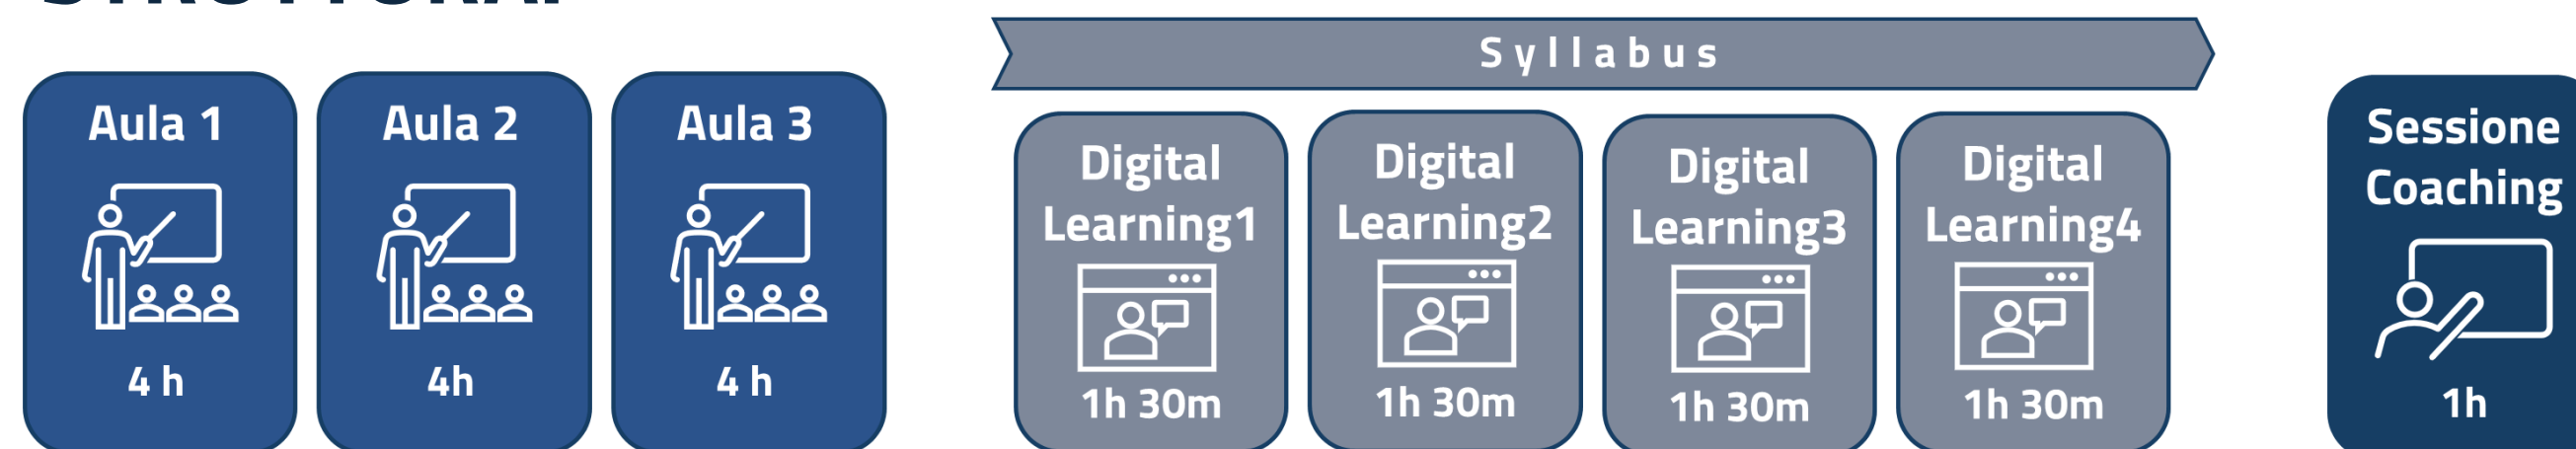 Syllabus
Aula 1
4 h
Aula 2
4h
Aula 3
4 h
Digital
Learning1
1h 30m
Digital
Learning2
1h 30m
Digital
Learning3
1h 30m
Digital
Learning4
1h 30m
Sessione
Coaching
1h